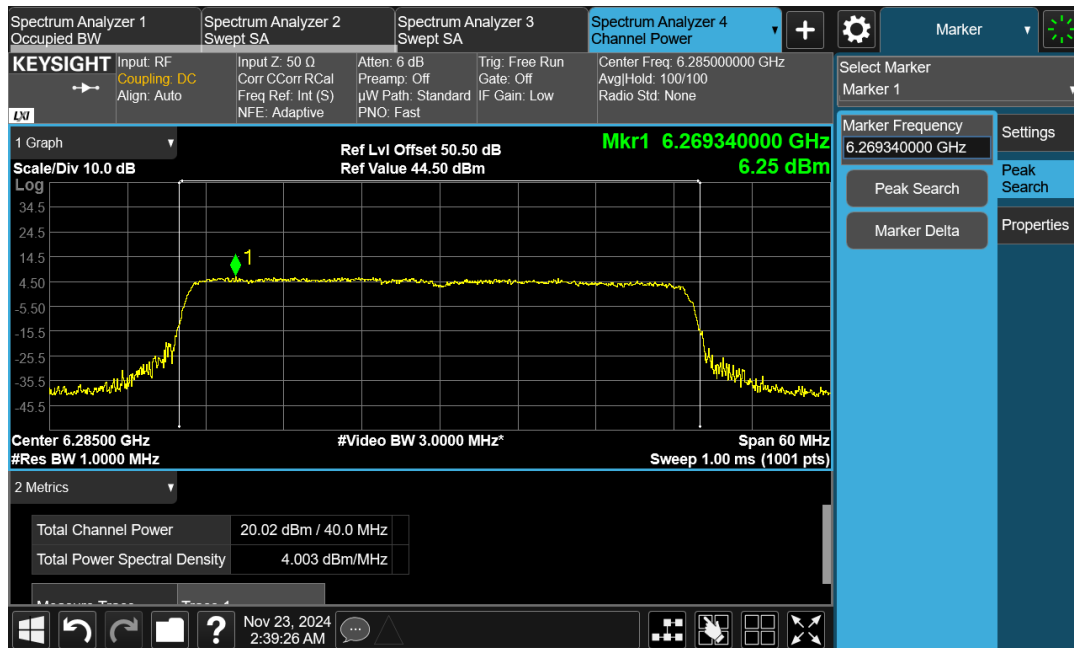 Spectrum Analyzer 1
Occupied BW
Spectrum Analyzer 2
Swept SA
Spectrum Analyzer 3
Swept SA
Spectrum Analyzer 4
Channel Power
Marker
KEYSIGHT
LXI
Input: RF
Coupling: DC
Align: Auto
Input Z: 50 Ω
Corr CCorr RCal
Freq Ref: Int (S)
NFE: Adaptive
Atten: 6 dB
Preamp: Off
µW Path: Standard
PNO: Fast
Trig: Free Run
Gate: Off
IF Gain: Low
Center Freq: 6.285000000 GHz
Avg|Hold: 100/100
Radio Std: None
Select Marker
Marker 1
Marker Frequency
6.269340000 GHz
Peak Search
Marker Delta
Settings
Peak
Search
Properties
1 Graph
Scale/Div 10.0 dB
Ref Lvl Offset 50.50 dB
Ref Value 44.50 dBm
Mkr1 6.269340000 GHz
6.25 dBm
Log
34.5
24.5
14.5
4.50
-5.50
-15.5
-25.5
-35.5
-45.5
1
Center 6.28500 GHz
#Res BW 1.0000 MHz
#Video BW 3.0000 MHz*
Span 60 MHz
Sweep 1.00 ms (1001 pts)
2 Metrics
Total Channel Power 20.02 dBm / 40.0 MHz
Total Power Spectral Density 4.003 dBm/MHz
Nov 23, 2024
2:39:26 AM